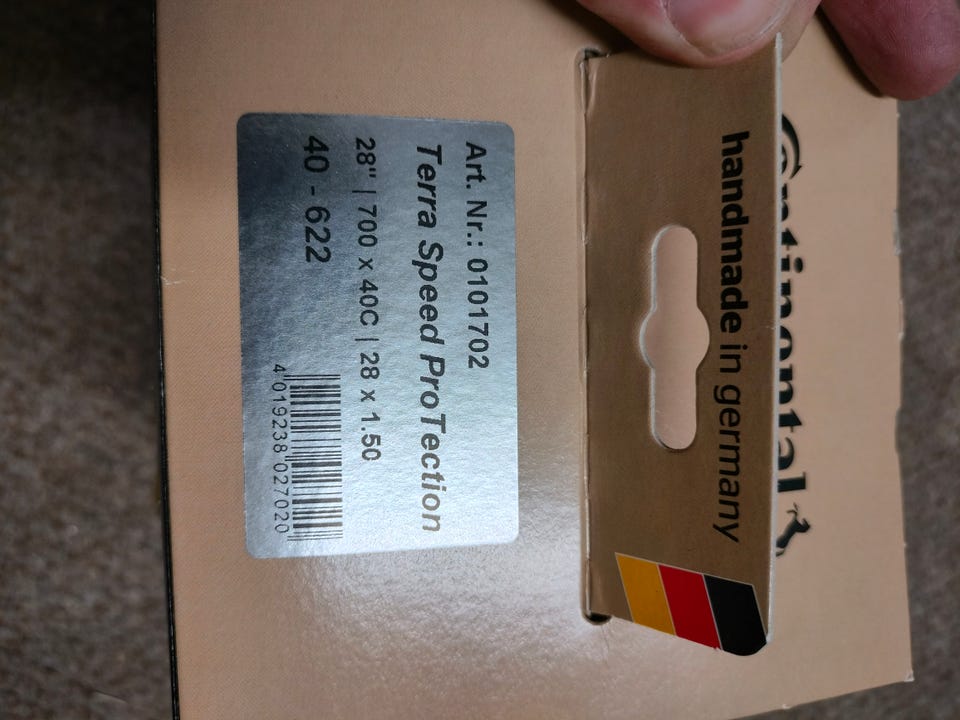 Continental
handmade in germany
Art. Nr.: 0101702
Terra Speed ProTection
28" | 700 x 40C | 28 x 1.50
40 - 622
4 019238 027020